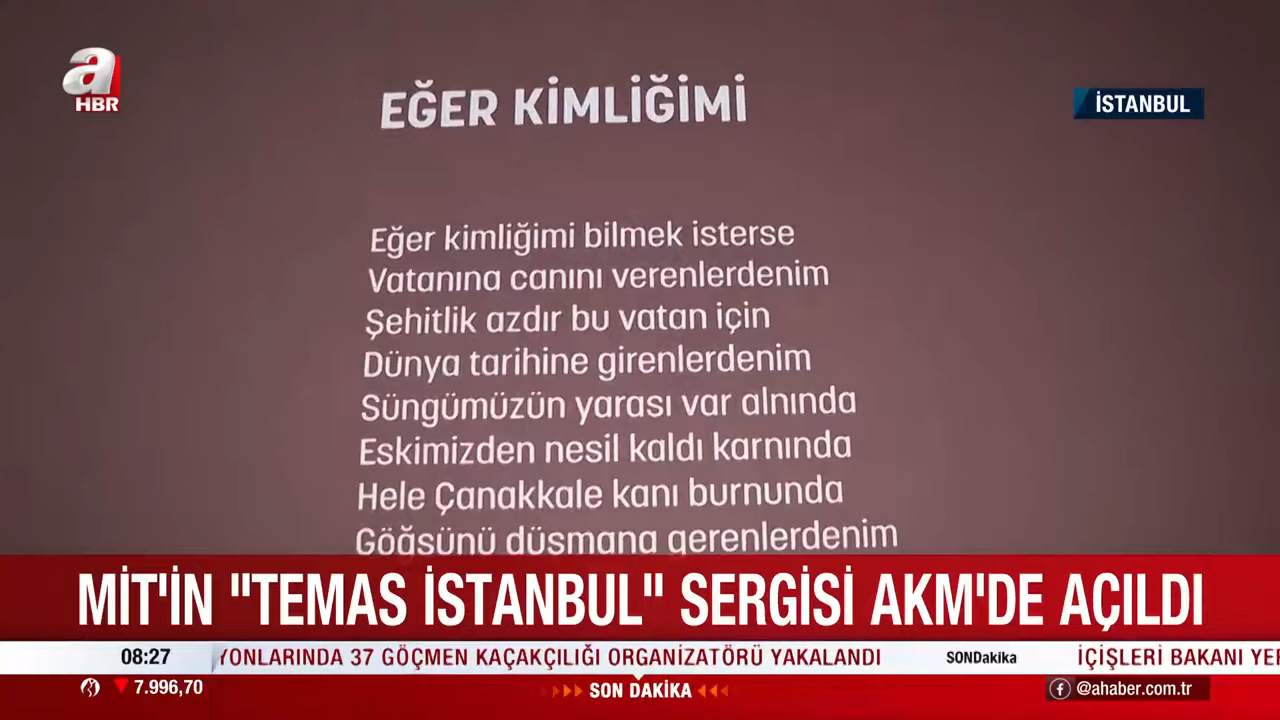 a
HBR
İSTANBUL
EĞER KİMLİĞİMİ
Eğer kimliğimi bilmek isterse
Vatanına canını verenlerdenim
Şehitlik azdır bu vatan için
Dünya tarihine girenlerdenim
Süngümüzün yarası var alnında
Eskimizden nesil kaldı karnında
Hele Çanakkale kanı burnunda
Göğsünü düşmana gerenlerdenim
MİT'İN "TEMAS İSTANBUL" SERGİSİ AKM'DE AÇILDI
08:27 YONLARINDA 37 GÖÇMEN KAÇAKÇILIĞI ORGANİZATÖRÜ YAKALANDI SONDakika İÇİŞLERİ BAKANI YER
7.996,70 SON DAKİKA @ahaber.com.tr